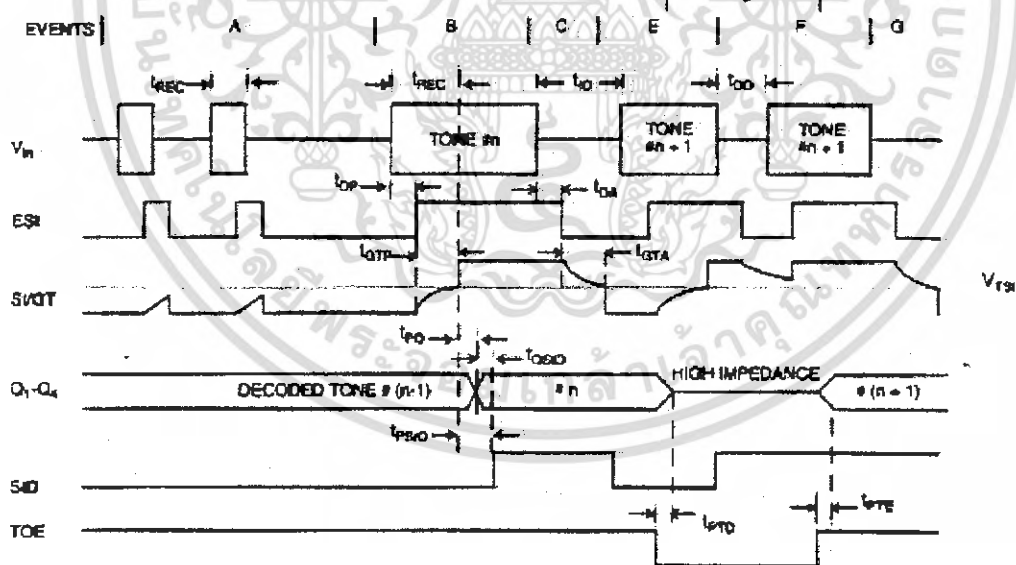 EVENTS
A
B
C
E
F
G
tREC
tREC
tID
tDO
Vin
TONE #n
TONE #n + 1
TONE #n + 1
tDP
tDA
ESt
tGTP
tGTA
St/GT
VTSt
tPQ
tQStD
Q1-Q4
DECODED TONE # (n-1)
# n
HIGH IMPEDANCE
# (n + 1)
tPStD
StD
tPTD
tPTE
TOE